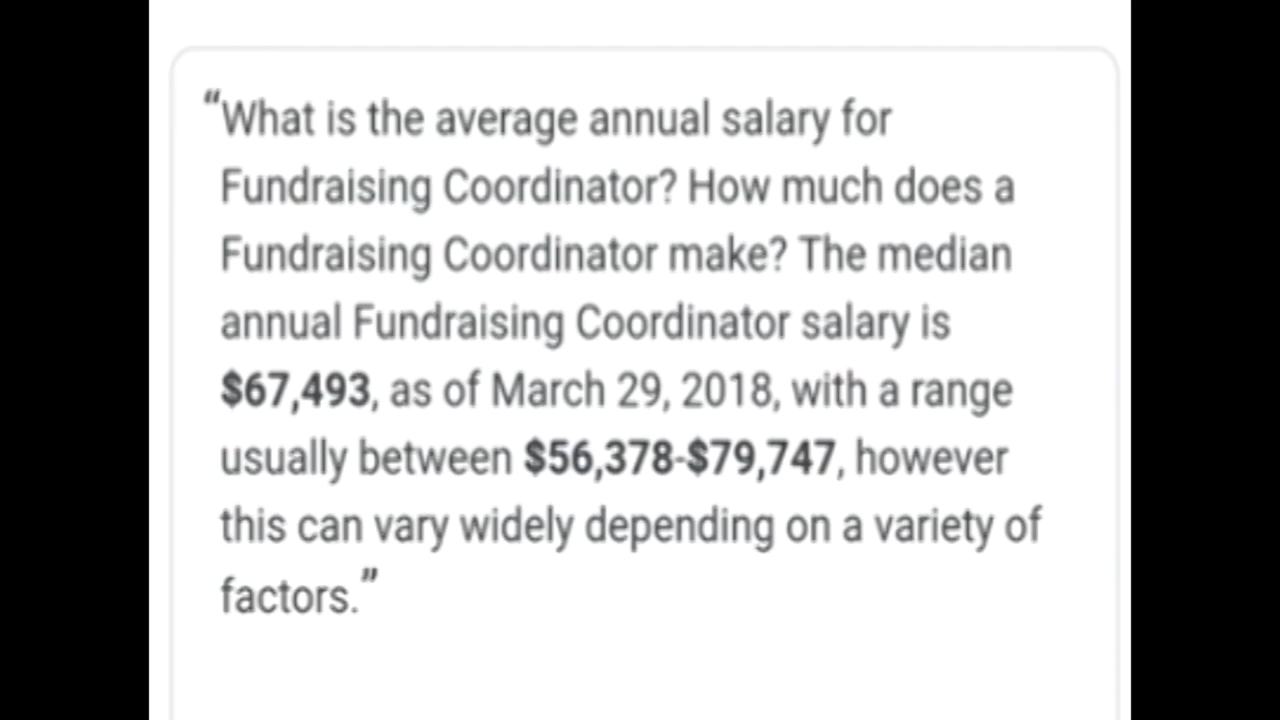 “What is the average annual salary for
Fundraising Coordinator? How much does a
Fundraising Coordinator make? The median
annual Fundraising Coordinator salary is
$67,493, as of March 29, 2018, with a range
usually between $56,378-$79,747, however
this can vary widely depending on a variety of
factors.”